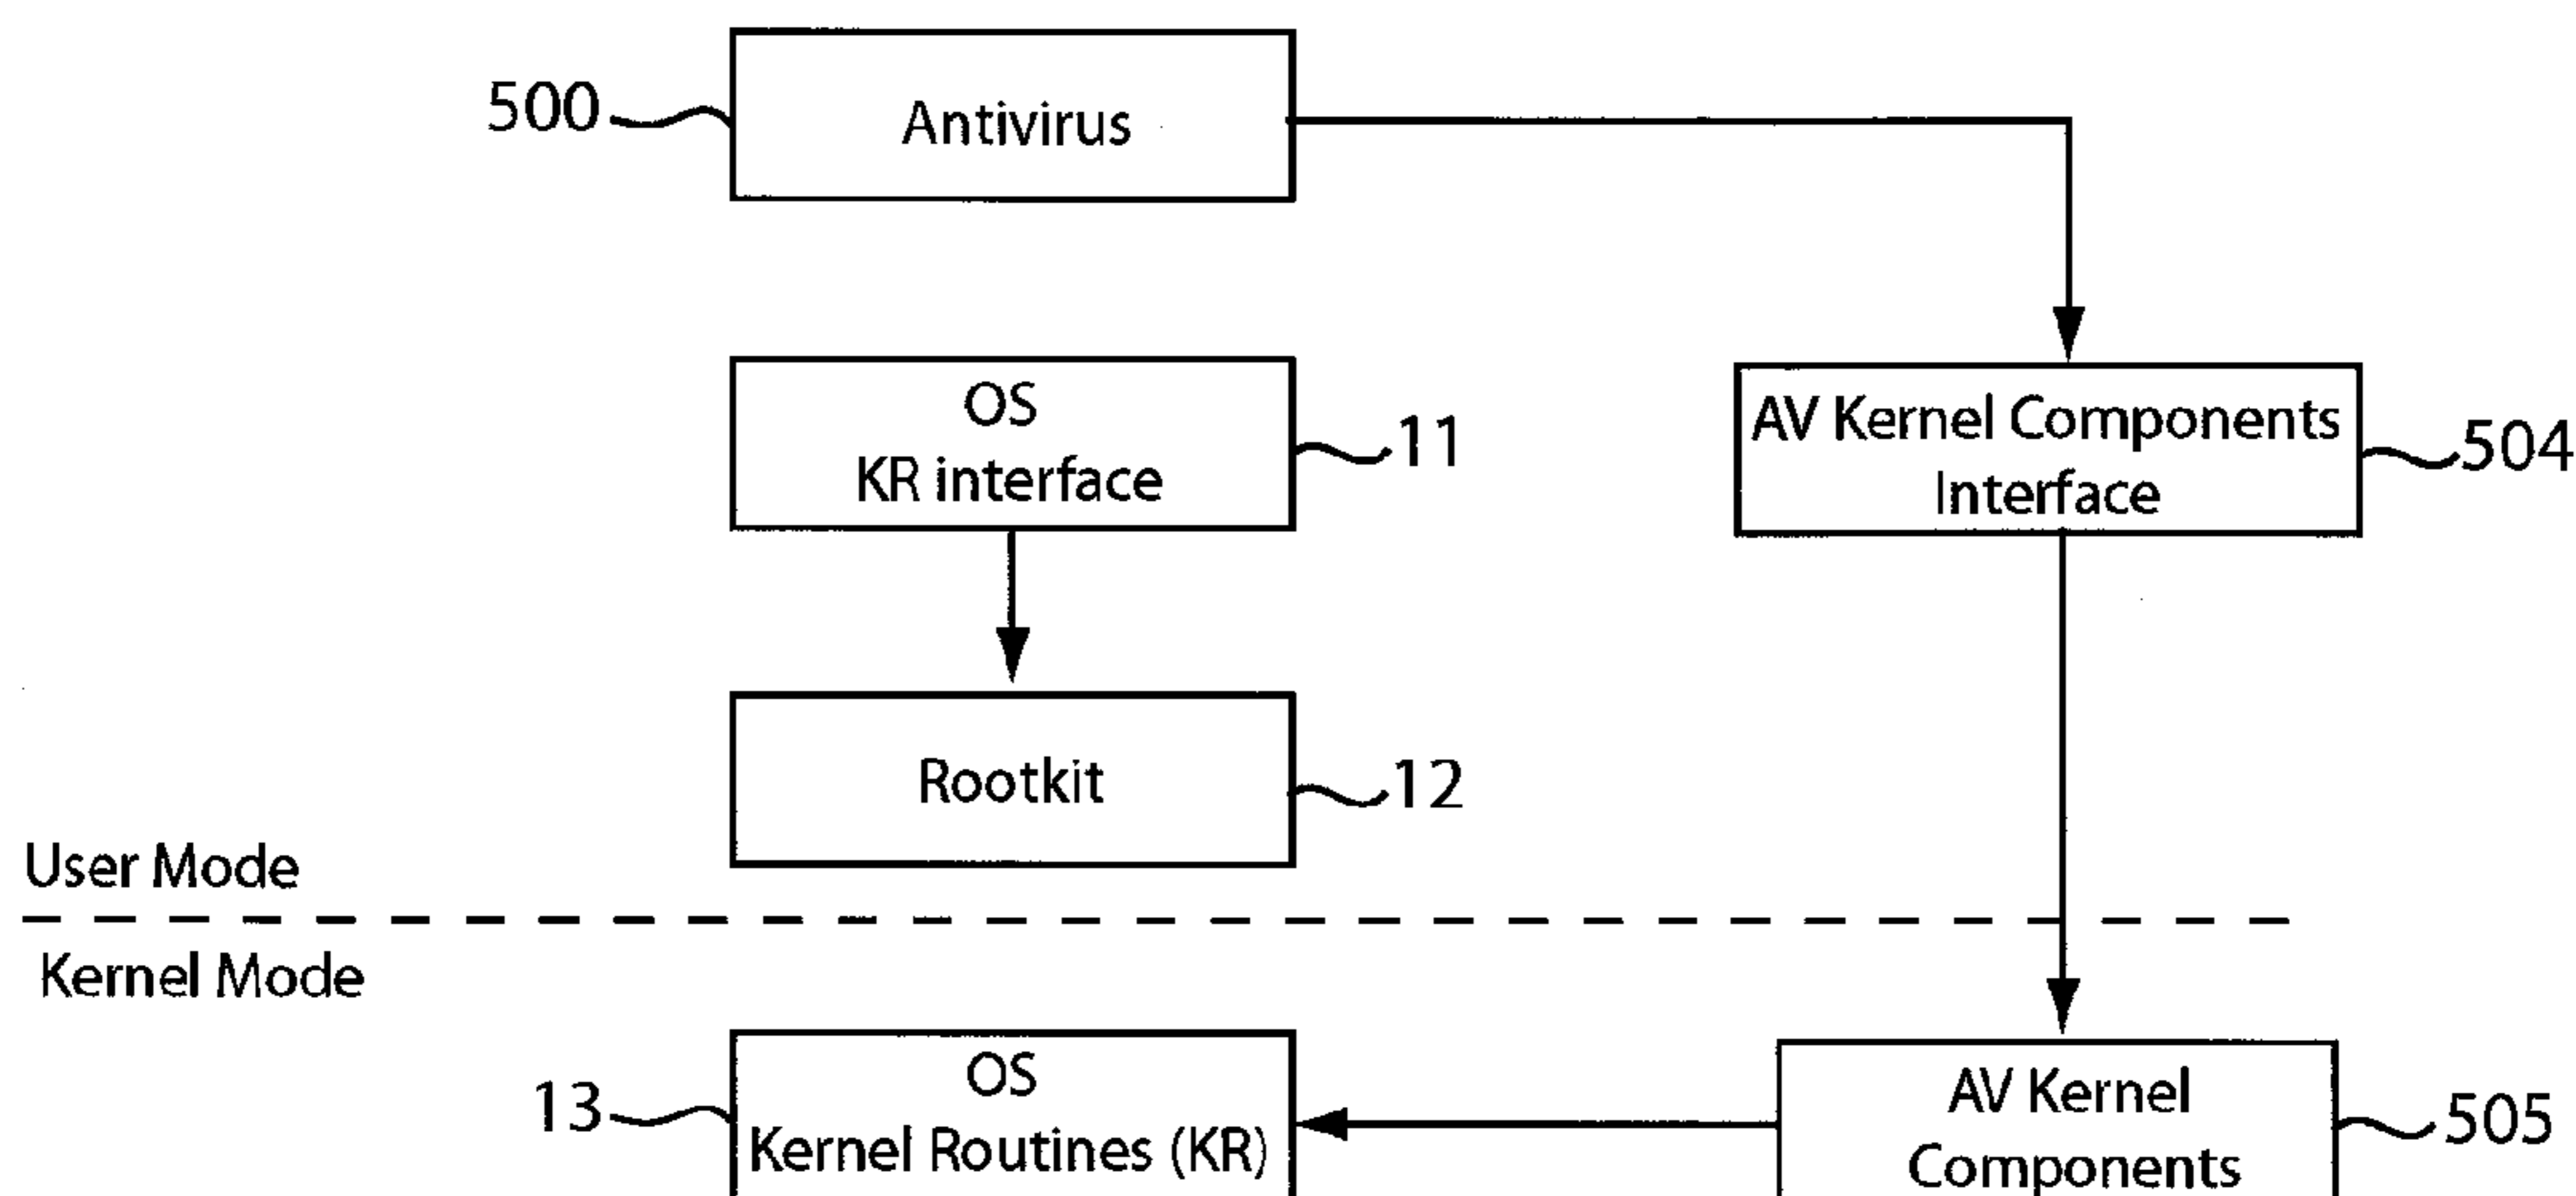 500
Antivirus
OS
KR interface
11
AV Kernel Components
Interface
504
Rootkit
12
User Mode
Kernel Mode
13
OS
Kernel Routines (KR)
AV Kernel
Components
505